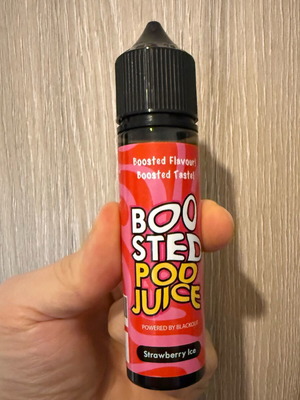 Boosted Flavour!
Boosted Taste!
BOO
STED
POD
JUICE
POWERED BY BLACKOUT
Strawberry Ice